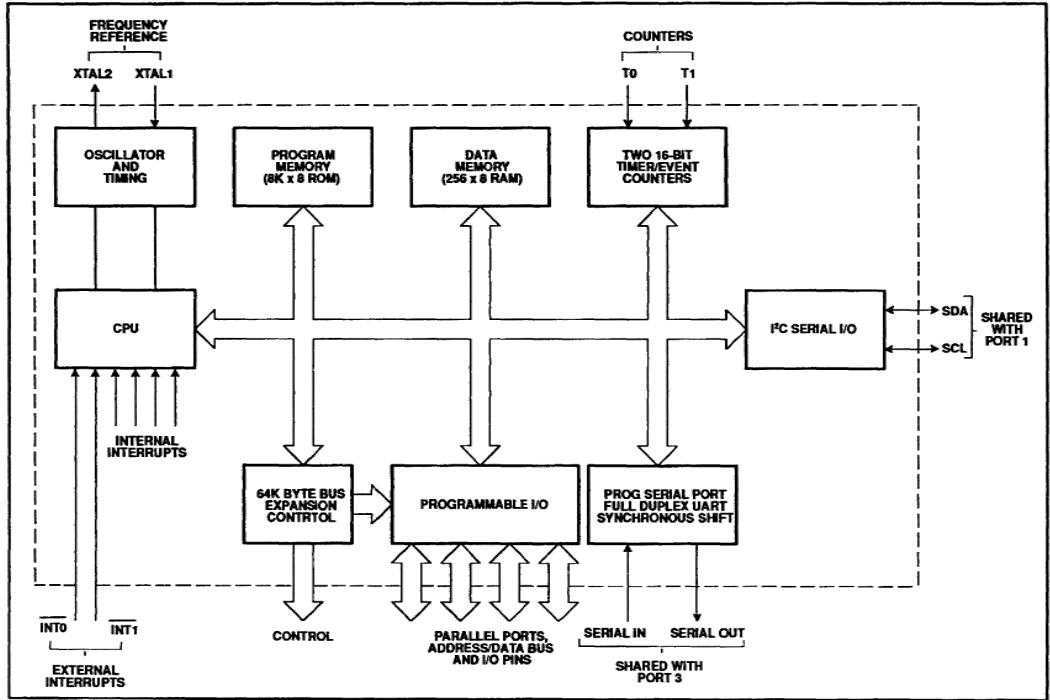 FREQUENCY
REFERENCE
XTAL2
XTAL1
COUNTERS
T0
T1
OSCILLATOR
AND
TIMING
PROGRAM
MEMORY
(8K x 8 ROM)
DATA
MEMORY
(256 x 8 RAM)
TWO 16-BIT
TIMER/EVENT
COUNTERS
CPU
I²C SERIAL I/O
SDA
SCL
SHARED
WITH
PORT 1
INTERNAL
INTERRUPTS
64K BYTE BUS
EXPANSION
CONTRTOL
PROGRAMMABLE I/O
PROG SERIAL PORT
FULL DUPLEX UART
SYNCHRONOUS SHIFT
INT0
INT1
EXTERNAL
INTERRUPTS
CONTROL
PARALLEL PORTS,
ADDRESS/DATA BUS
AND I/O PINS
SERIAL IN
SERIAL OUT
SHARED WITH
PORT 3